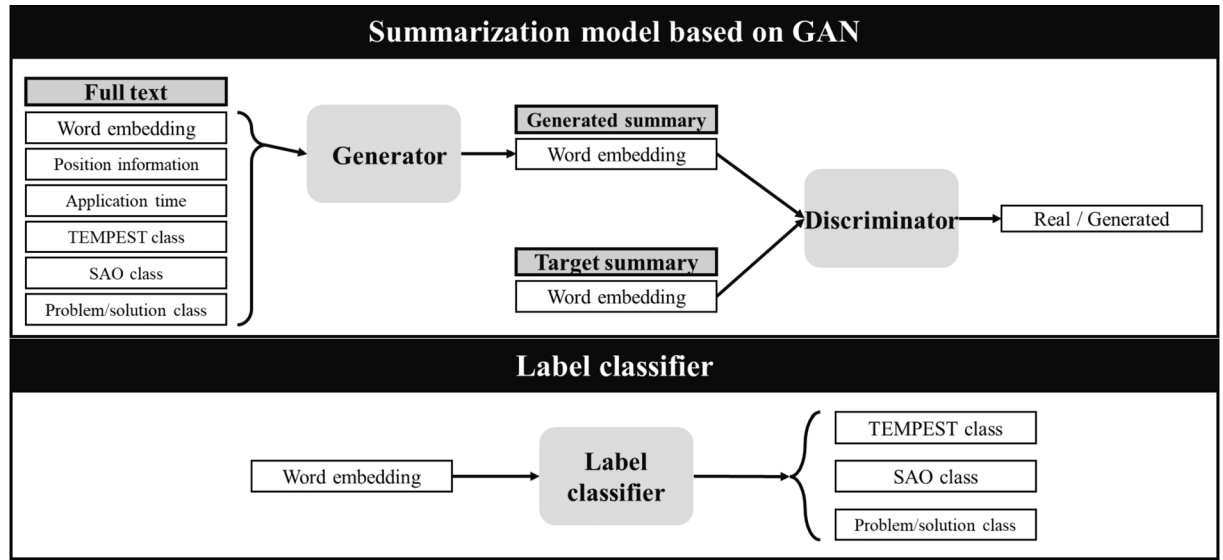 Summarization model based on GAN
Full text
Word embedding
Position information
Application time
TEMPEST class
SAO class
Problem/solution class
Generator
Generated summary
Word embedding
Target summary
Word embedding
Discriminator
Real / Generated
Label classifier
Word embedding
Label
classifier
TEMPEST class
SAO class
Problem/solution class